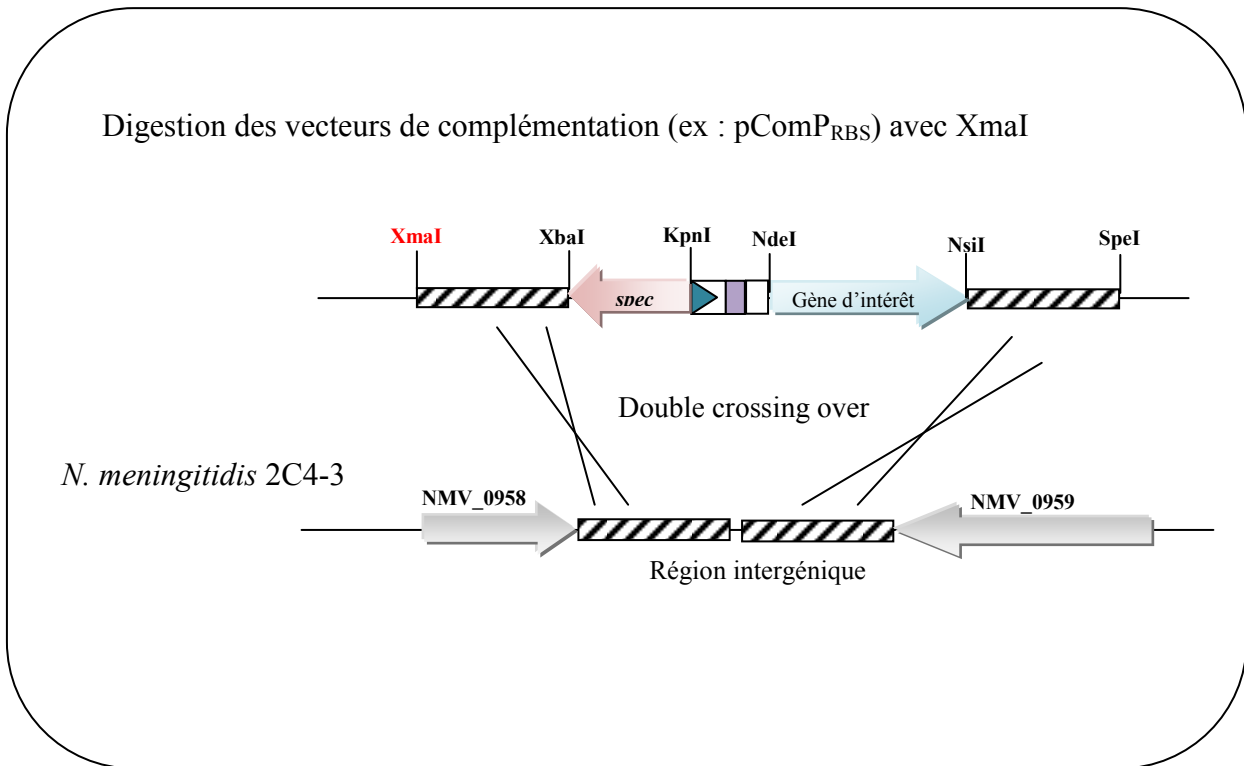 Digestion des vecteurs de complémentation (ex : pComPRBS) avec XmaI
XmaI XbaI KpnI NdeI NsiI SpeI
spec Gène d'intérêt
Double crossing over
N. meningitidis 2C4-3
NMV_0958 NMV_0959
Région intergénique